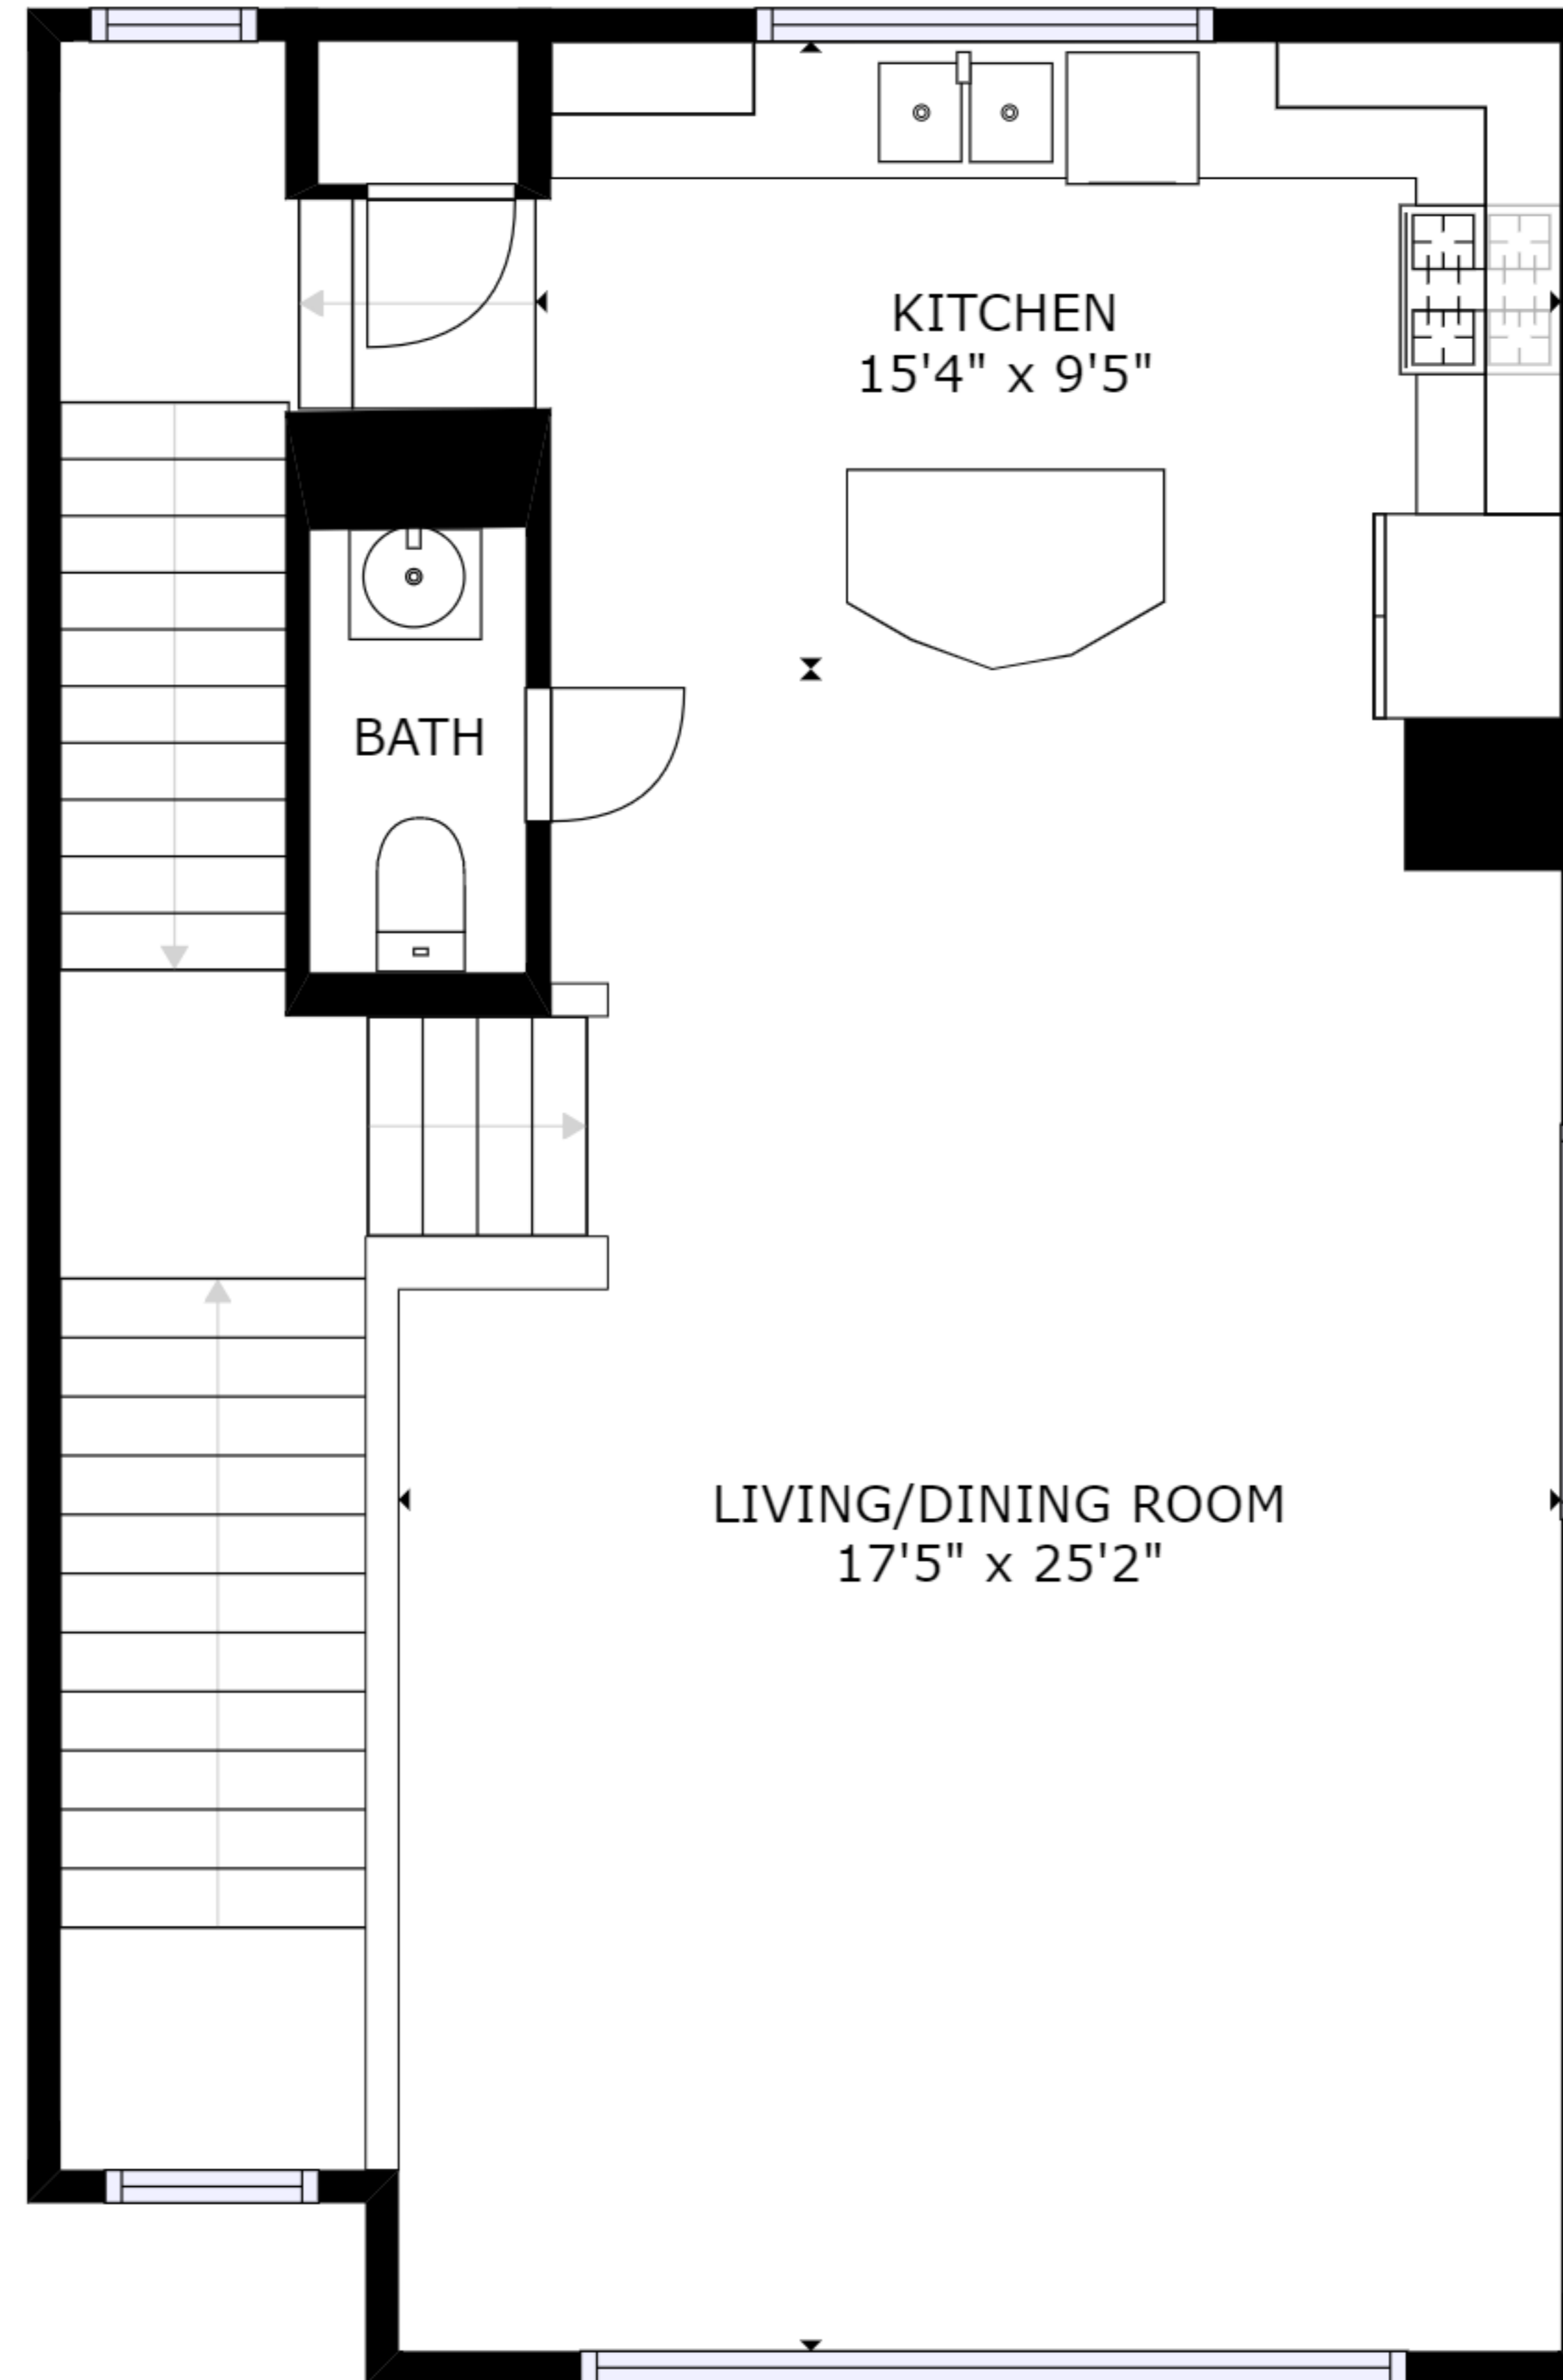 KITCHEN
15'4" x 9'5"
BATH
LIVING/DINING ROOM
17'5" x 25'2"